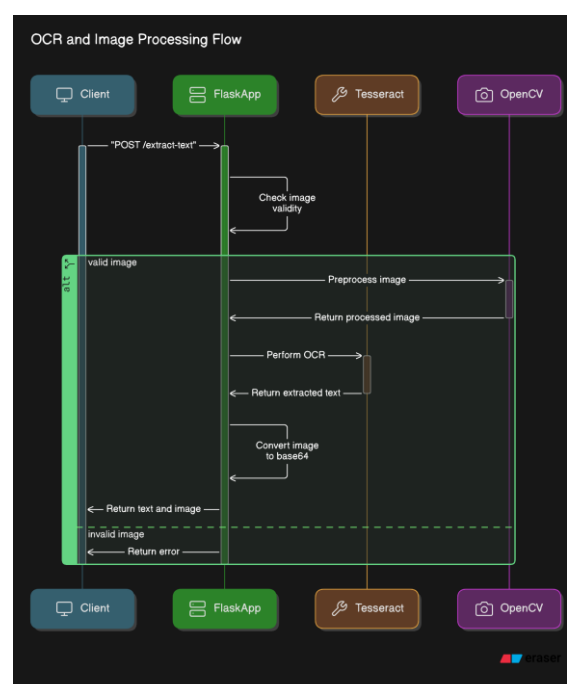 OCR and Image Processing Flow
Client
FlaskApp
Tesseract
OpenCV
"POST /extract-text"
Check image
validity
alt
valid image
Preprocess image
Return processed image
Perform OCR
Return extracted text
Convert image
to base64
Return text and image
invalid image
Return error
Client
FlaskApp
Tesseract
OpenCV
eraser